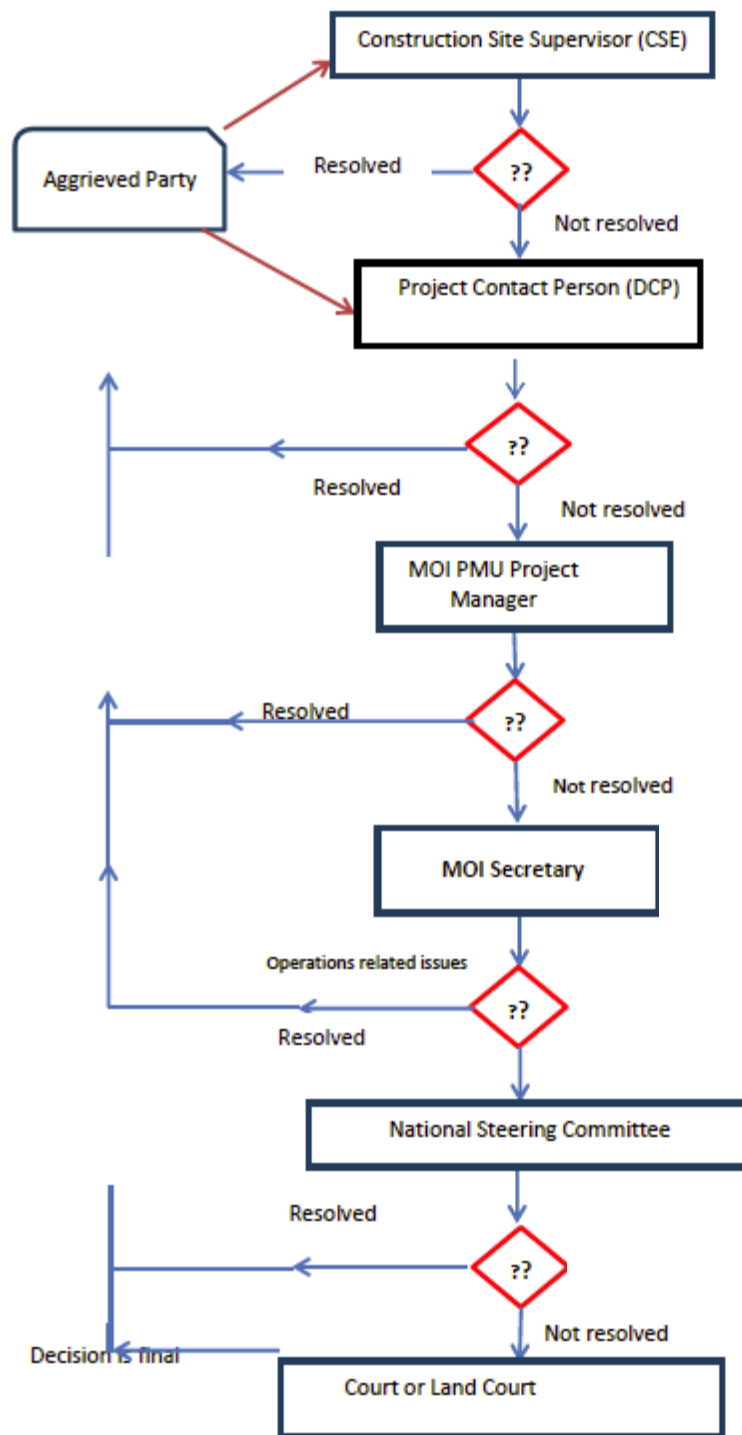 Construction Site Supervisor (CSE)
Aggrieved Party
Resolved
??
Not resolved
Project Contact Person (DCP)
??
Resolved
Not resolved
MOI PMU Project
Manager
Resolved
??
Not resolved
MOI Secretary
Operations related issues
??
Resolved
National Steering Committee
Resolved
??
Not resolved
Decision is final
Court or Land Court